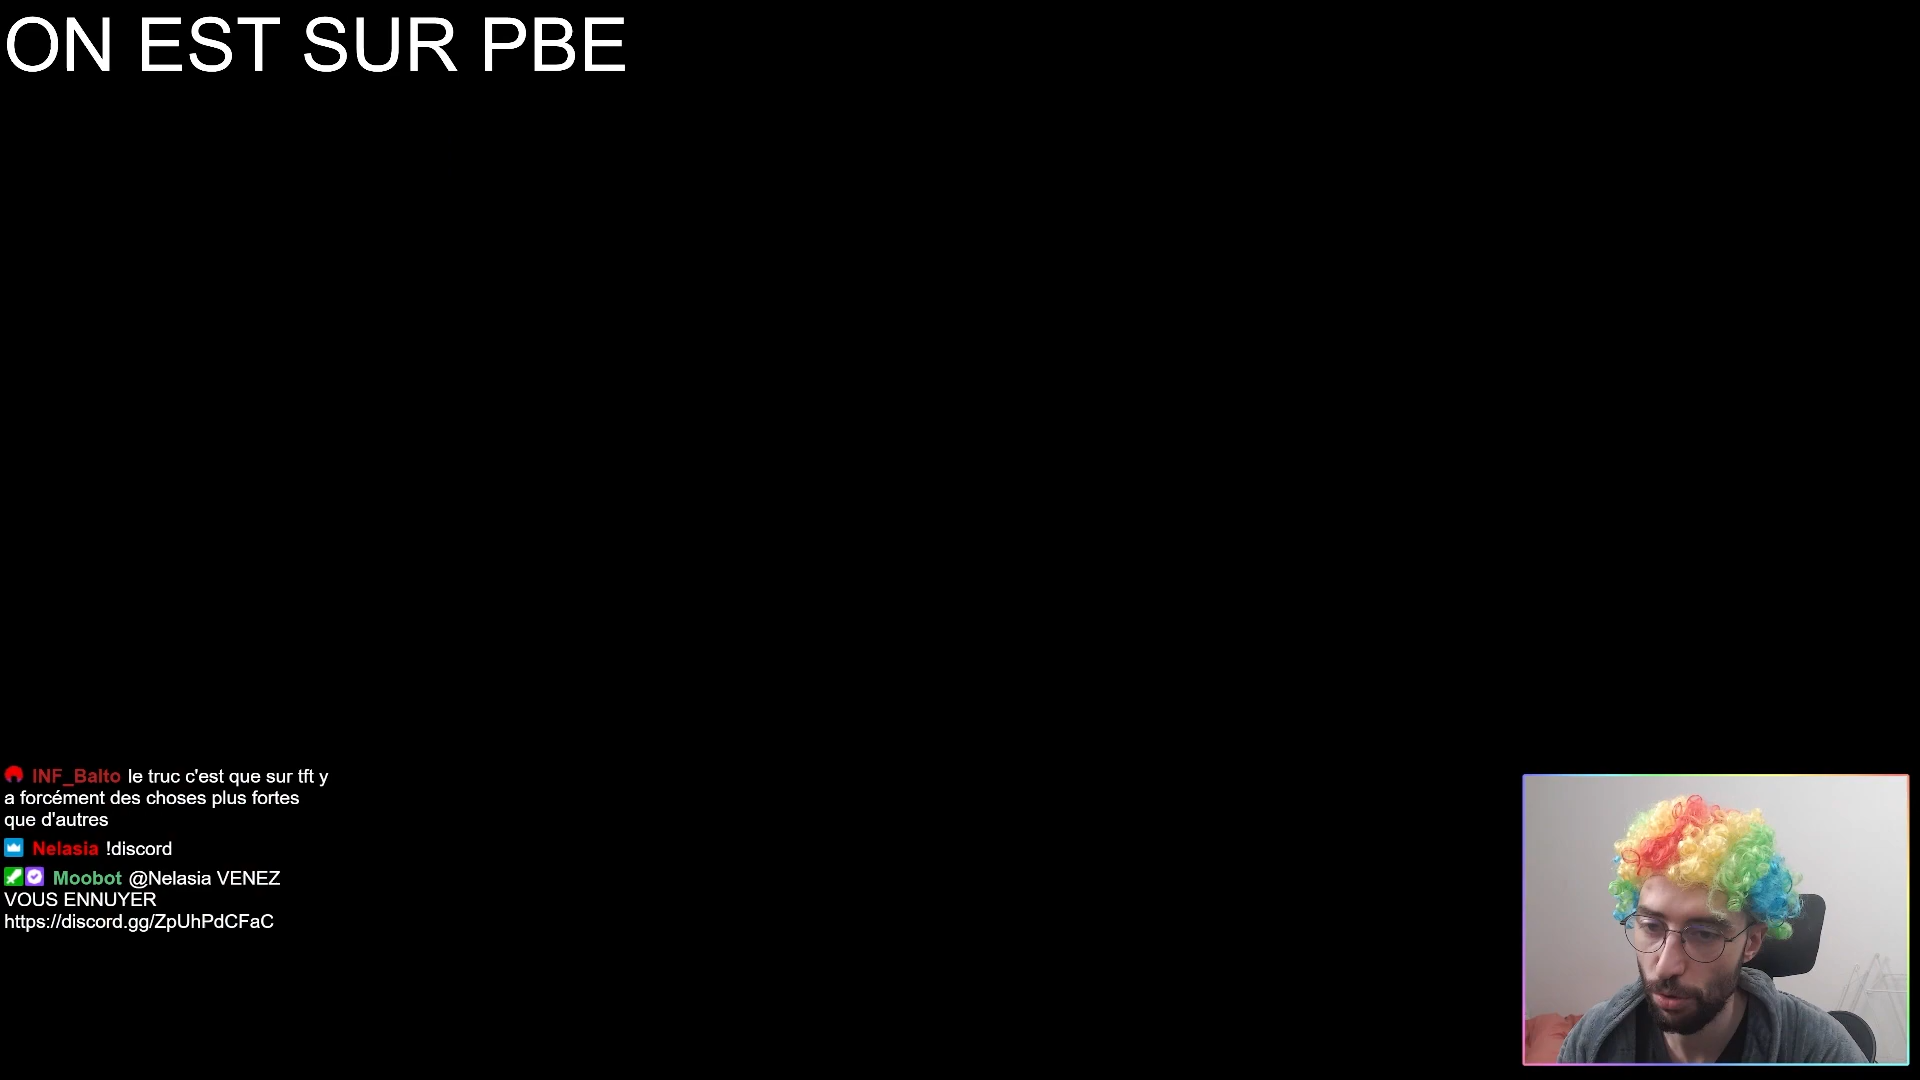 ON EST SUR PBE
INF_Balto le truc c'est que sur tft y
a forcément des choses plus fortes
que d'autres
Nelasia !discord
Moobot @Nelasia VENEZ
VOUS ENNUYER
https://discord.gg/ZpUhPdCFaC